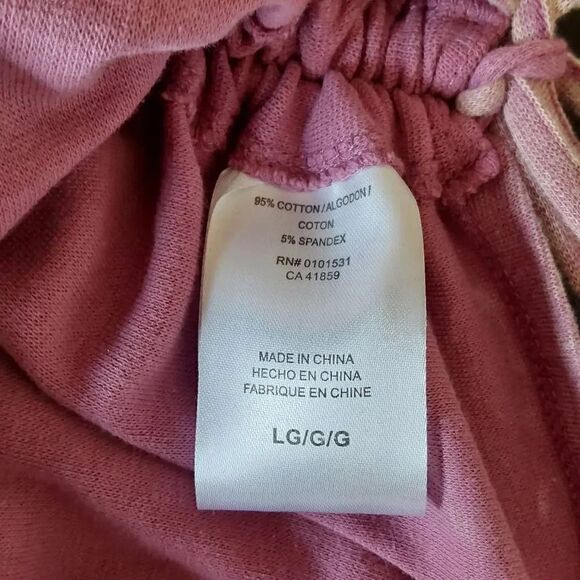 95% COTTON/ALGODON/
COTON
5% SPANDEX
RN# 0101531
CA 41859
MADE IN CHINA
HECHO EN CHINA
FABRIQUE EN CHINE
LG/G/G